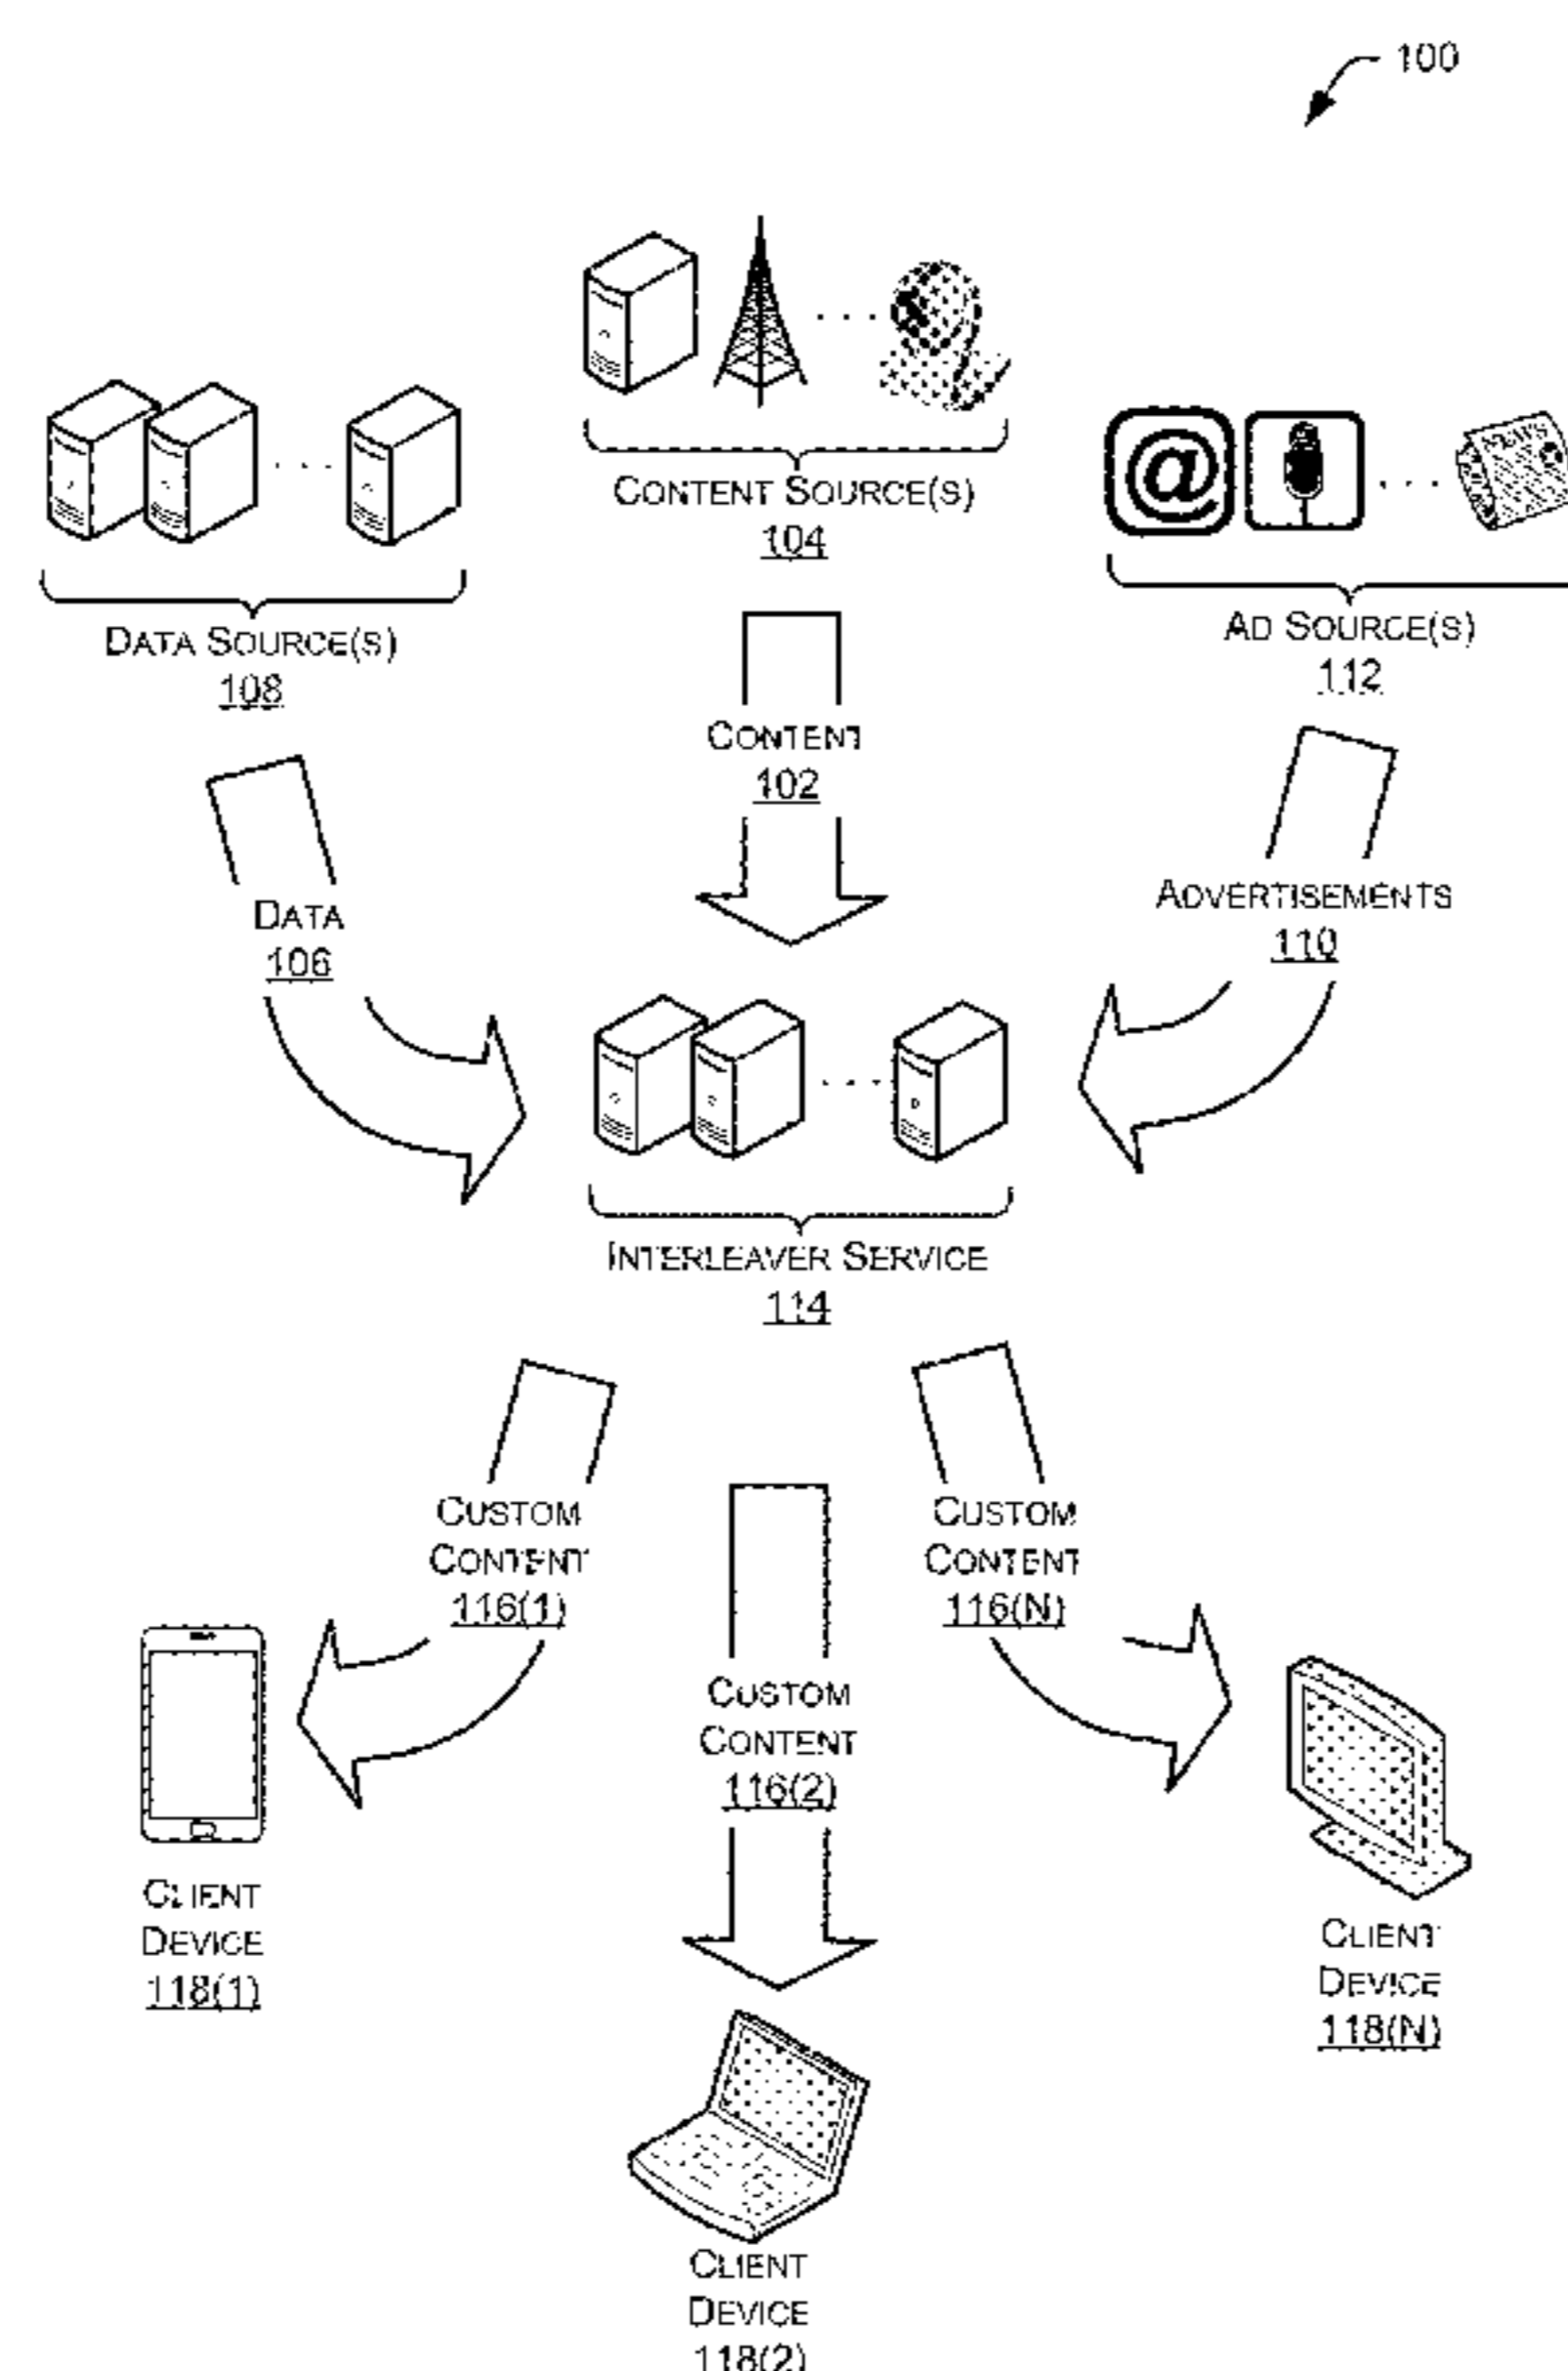 100
CONTENT SOURCE(S)
104
DATA SOURCE(S)
108
NEWS
AD SOURCE(S)
112
CONTENT
102
DATA
106
ADVERTISEMENTS
110
INTERLEAVER SERVICE
114
CUSTOM
CONTENT
116(1)
CUSTOM
CONTENT
116(2)
CUSTOM
CONTENT
116(N)
CLIENT
DEVICE
118(1)
CLIENT
DEVICE
118(N)
CLIENT
DEVICE
118(2)